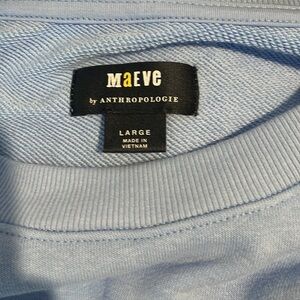 MaEve
by ANTHROPOLOGIE
LARGE
MADE IN
VIETNAM